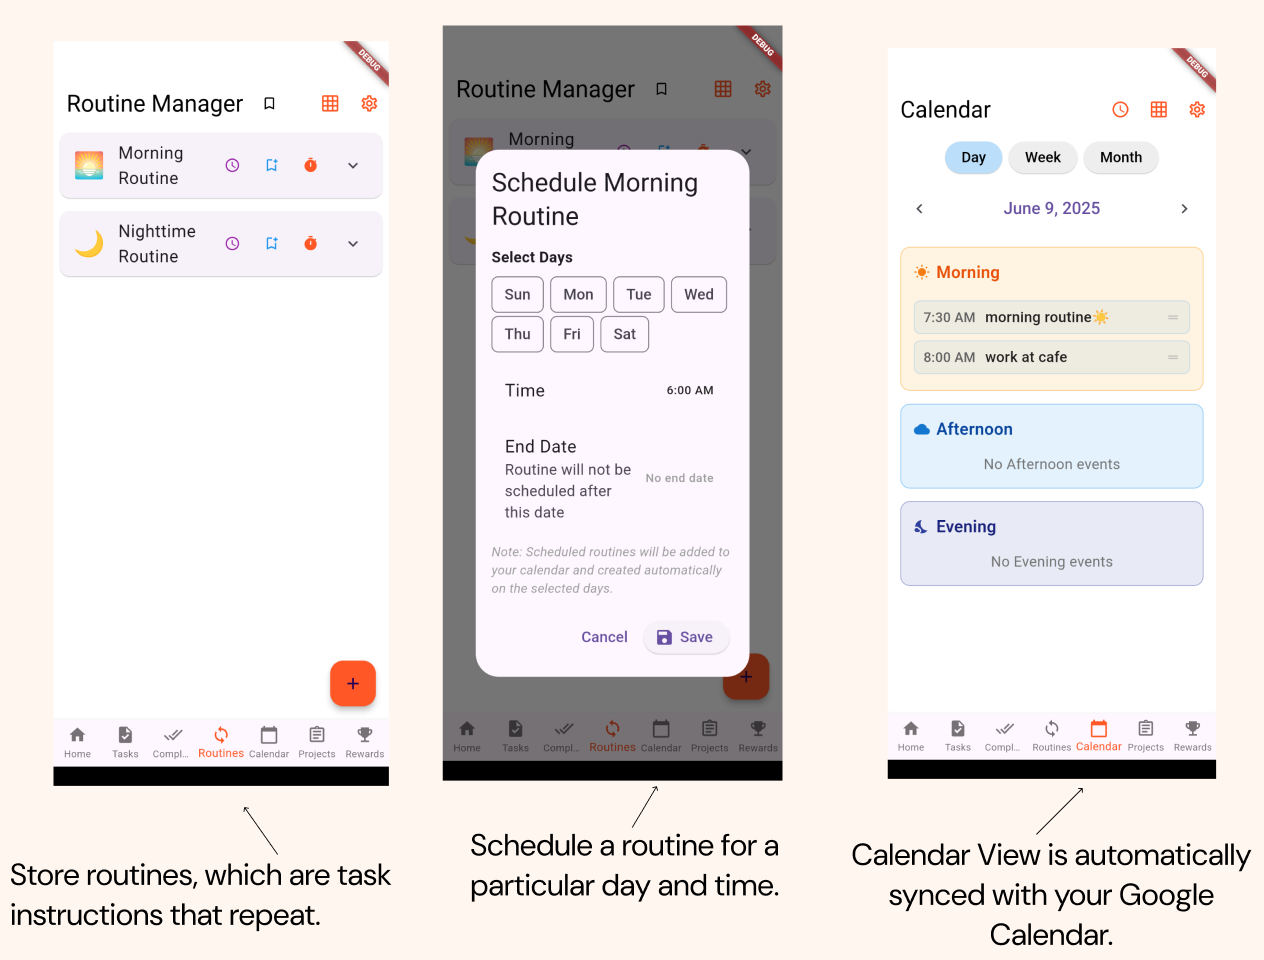 DEBUG
Routine Manager
Morning
Routine
Nighttime
Routine
+
Home Tasks Compl... Routines Calendar Projects Rewards
Store routines, which are task
instructions that repeat.
DEBUG
Routine Manager
Morning
Schedule Morning
Routine
Select Days
Sun Mon Tue Wed
Thu Fri Sat
Time 6:00 AM
End Date
Routine will not be
scheduled after
this date
No end date
Note: Scheduled routines will be added to
your calendar and created automatically
on the selected days.
Cancel Save
+
Home Tasks Compl... Routines Calendar Projects Rewards
Schedule a routine for a
particular day and time.
DEBUG
Calendar
Day Week Month
June 9, 2025
Morning
7:30 AM morning routine☀️
8:00 AM work at cafe
Afternoon
No Afternoon events
Evening
No Evening events
Home Tasks Compl... Routines Calendar Projects Rewards
Calendar View is automatically
synced with your Google
Calendar.